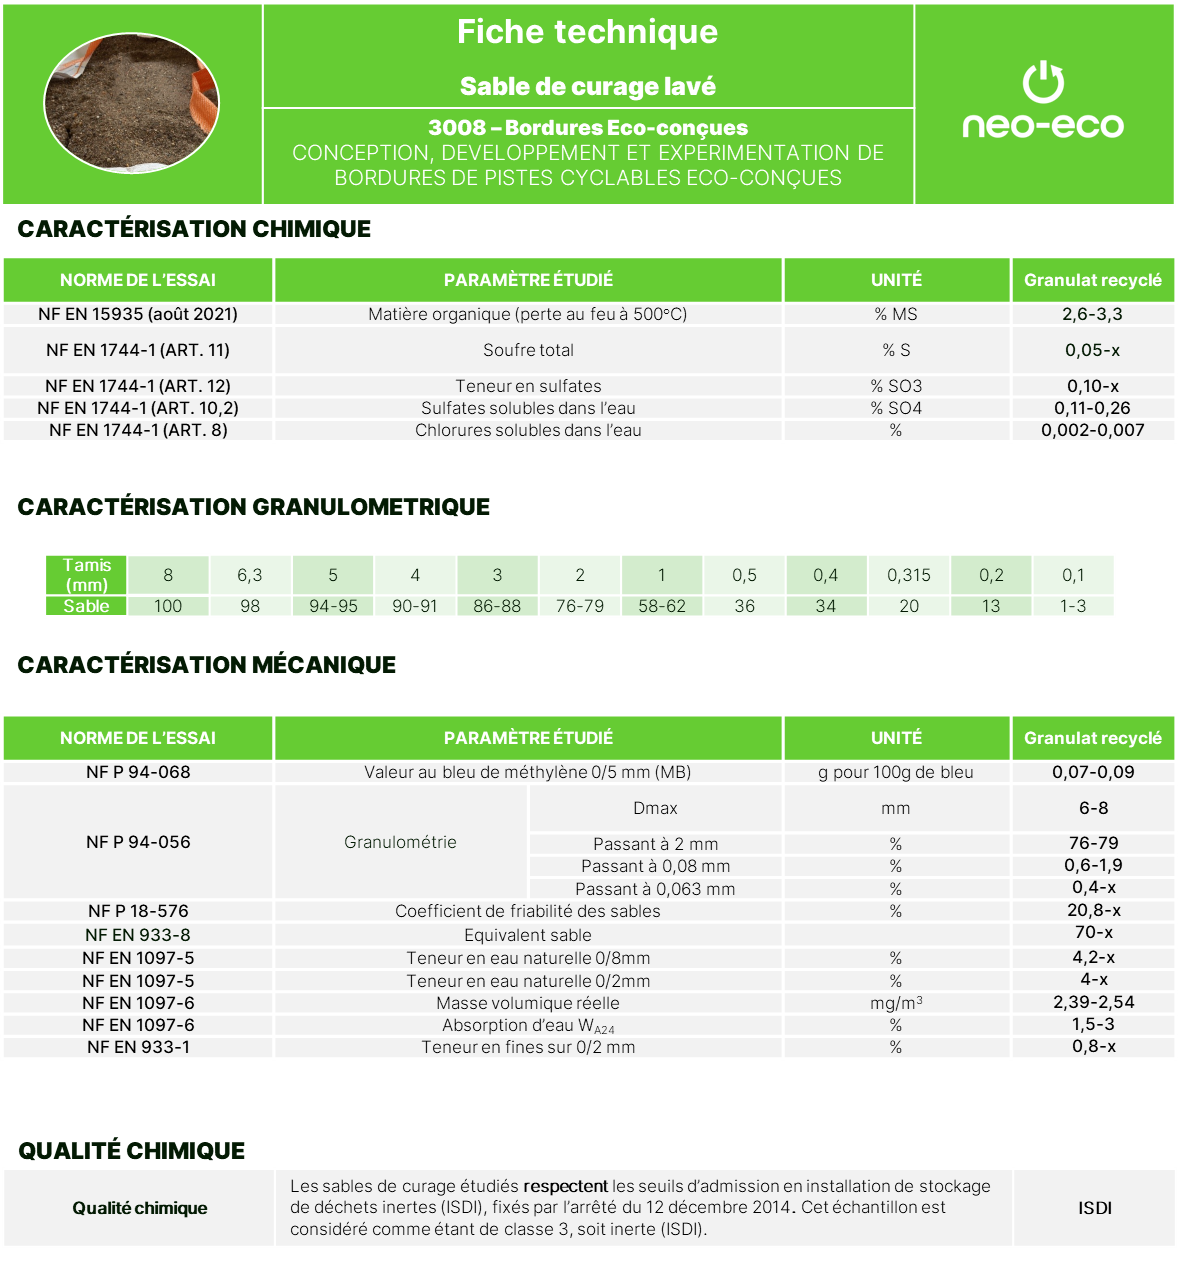 Fiche technique
Sable de curage lavé
3008 – Bordures Eco-conçues
CONCEPTION, DEVELOPPEMENT ET EXPERIMENTATION DE
BORDURES DE PISTES CYCLABLES ECO-CONÇUES
neo-eco
CARACTÉRISATION CHIMIQUE
NORME DE L'ESSAI PARAMÈTRE ÉTUDIÉ UNITÉ Granulat recyclé
NF EN 15935 (août 2021) Matière organique (perte au feu à 500°C) % MS 2,6-3,3
NF EN 1744-1 (ART. 11) Soufre total % S 0,05-x
NF EN 1744-1 (ART. 12) Teneur en sulfates % SO3 0,10-x
NF EN 1744-1 (ART. 10,2) Sulfates solubles dans l'eau % SO4 0,11-0,26
NF EN 1744-1 (ART. 8) Chlorures solubles dans l'eau % 0,002-0,007
CARACTÉRISATION GRANULOMETRIQUE
Tamis
(mm) 8 6,3 5 4 3 2 1 0,5 0,4 0,315 0,2 0,1
Sable 100 98 94-95 90-91 86-88 76-79 58-62 36 34 20 13 1-3
CARACTÉRISATION MÉCANIQUE
NORME DE L'ESSAI PARAMÈTRE ÉTUDIÉ UNITÉ Granulat recyclé
NF P 94-068 Valeur au bleu de méthylène 0/5 mm (MB) g pour 100g de bleu 0,07-0,09
NF P 94-056 Granulométrie Dmax mm 6-8
Passant à 2 mm % 76-79
Passant à 0,08 mm % 0,6-1,9
Passant à 0,063 mm % 0,4-x
NF P 18-576 Coefficient de friabilité des sables % 20,8-x
NF EN 933-8 Equivalent sable 70-x
NF EN 1097-5 Teneur en eau naturelle 0/8mm % 4,2-x
NF EN 1097-5 Teneur en eau naturelle 0/2mm % 4-x
NF EN 1097-6 Masse volumique réelle mg/m³ 2,39-2,54
NF EN 1097-6 Absorption d'eau WA24 % 1,5-3
NF EN 933-1 Teneur en fines sur 0/2 mm % 0,8-x
QUALITÉ CHIMIQUE
Qualité chimique
Les sables de curage étudiés respectent les seuils d'admission en installation de stockage
de déchets inertes (ISDI), fixés par l'arrêté du 12 décembre 2014. Cet échantillon est
considéré comme étant de classe 3, soit inerte (ISDI).
ISDI